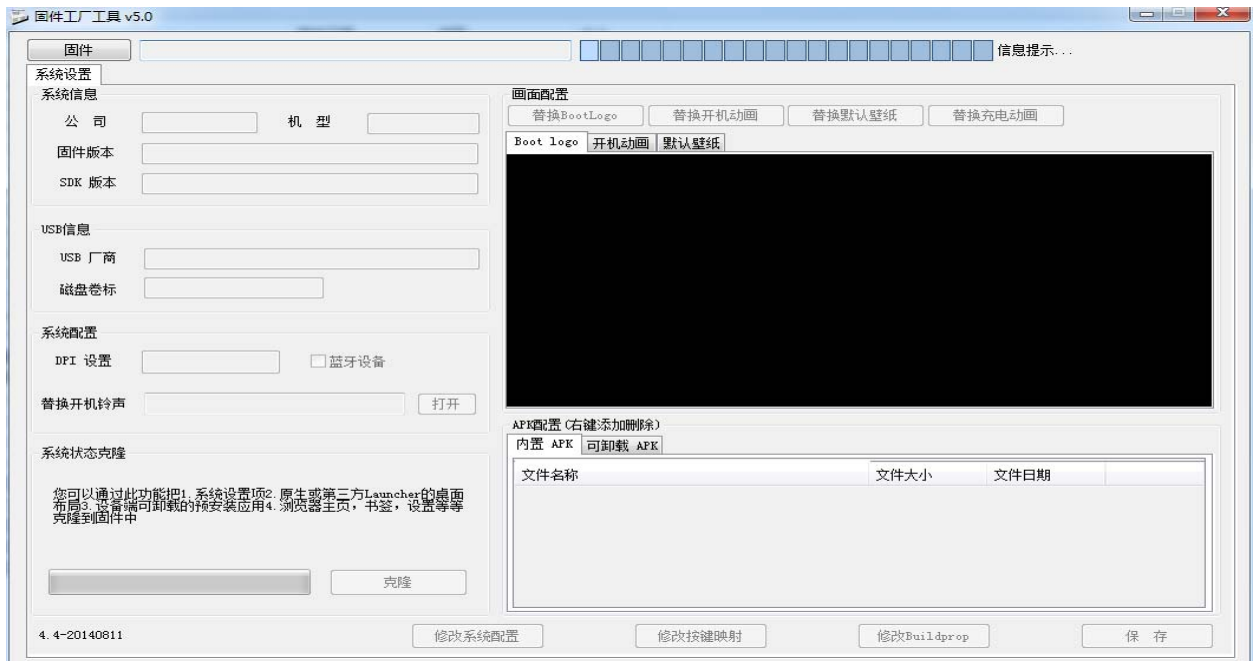 固件工厂工具 v5.0
固件
信息提示...
系统设置
系统信息
公 司
机 型
固件版本
SDK 版本
USB信息
USB 厂商
磁盘卷标
系统配置
DPI 设置
蓝牙设备
替换开机铃声
打开
系统状态克隆
您可以通过此功能把1.系统设置项2.原生或第三方Launcher的桌面
布局3.设备端可卸载的预安装应用4.浏览器主页，书签，设置等等
克隆到固件中
克隆
画面配置
替换BootLogo
替换开机动画
替换默认壁纸
替换充电动画
Boot logo
开机动画
默认壁纸
APK配置(右键添加删除)
内置 APK
可卸载 APK
文件名称
文件大小
文件日期
4.4-20140811
修改系统配置
修改按键映射
修改Buildprop
保 存